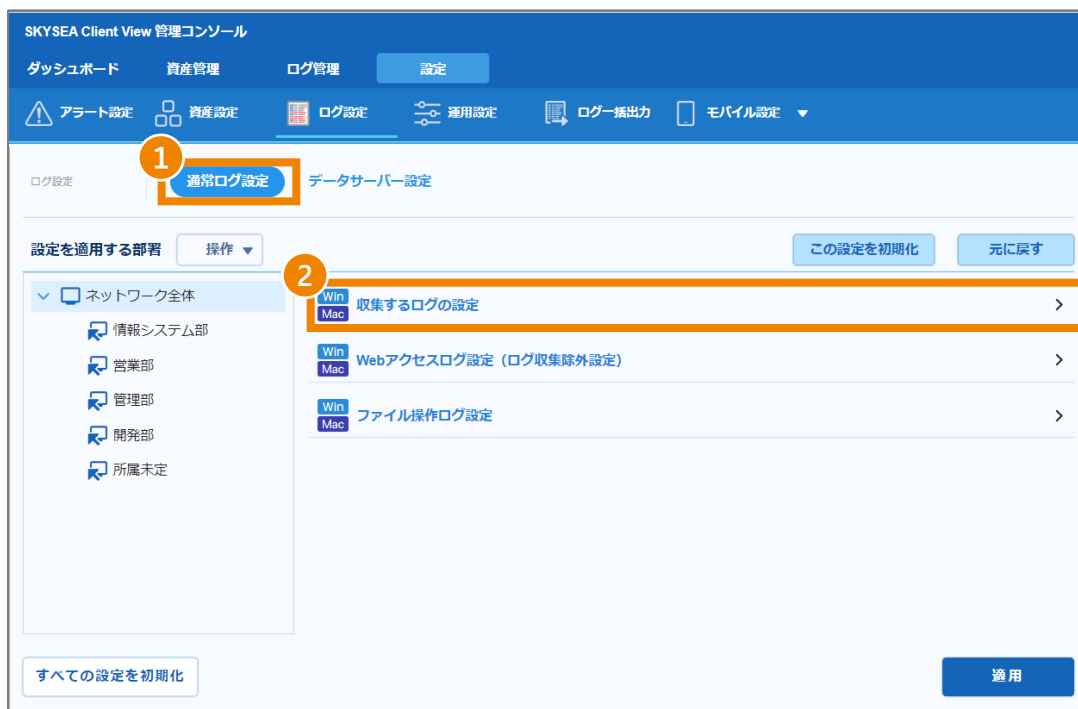 SKYSEA Client View 管理コンソール
ダッシュボード 資産管理 ログ管理 設定
アラート設定 資産設定 ログ設定 運用設定 ログ一括出力 モバイル設定 ▼
1
ログ設定 通常ログ設定 データサーバー設定
設定を適用する部署 操作 ▼ この設定を初期化 元に戻す
2
ネットワーク全体
情報システム部
営業部
管理部
開発部
所属未定
Win
Mac 収集するログの設定
Win
Mac Webアクセスログ設定（ログ収集除外設定）
Win
Mac ファイル操作ログ設定
すべての設定を初期化 適用